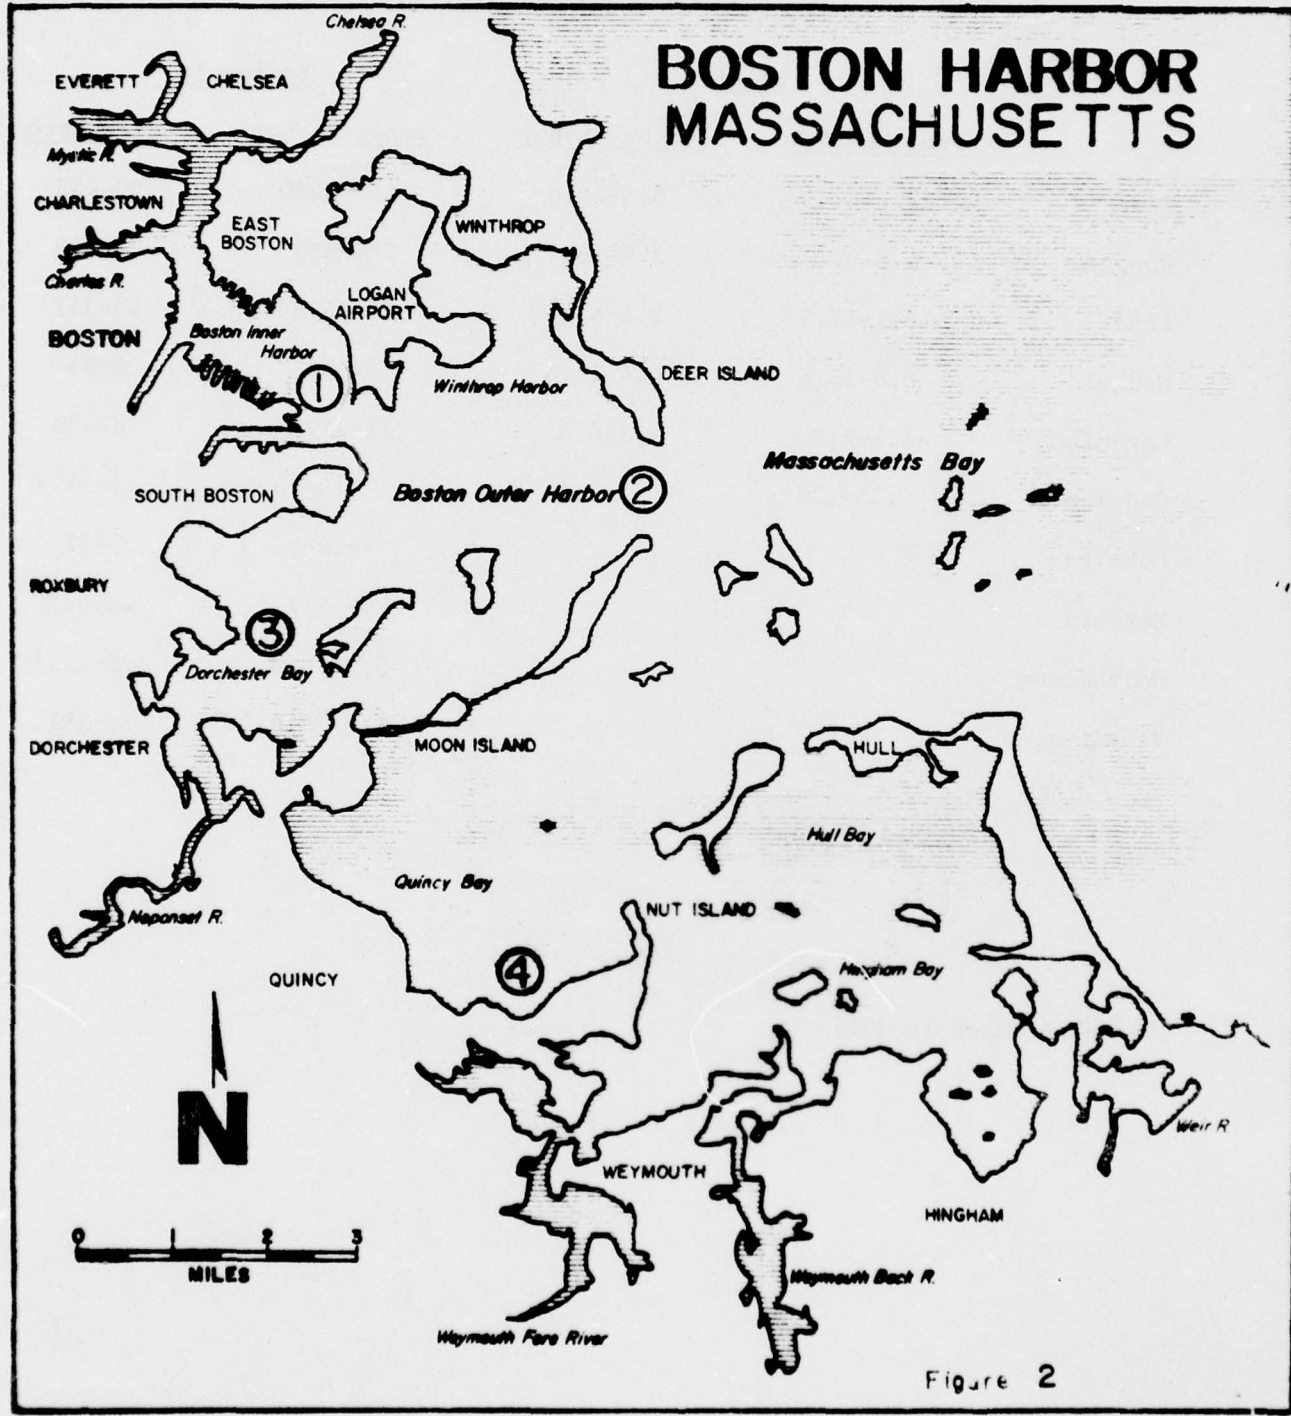 Chelsea R.
BOSTON HARBOR
MASSACHUSETTS
EVERETT
CHELSEA
Mystic R.
CHARLESTOWN
EAST
BOSTON
WINTHROP
Charles R.
LOGAN
AIRPORT
BOSTON
Boston Inner
Harbor
1
Winthrop Harbor
DEER ISLAND
Massachusetts Bay
SOUTH BOSTON
Boston Outer Harbor
2
ROXBURY
3
Dorchester Bay
DORCHESTER
MOON ISLAND
HULL
Hull Bay
Quincy Bay
Neponset R.
NUT ISLAND
QUINCY
4
Hingham Bay
N
Weir R
WEYMOUTH
HINGHAM
0 1 2 3
MILES
Weymouth Back R.
Weymouth Fore River
Figure 2